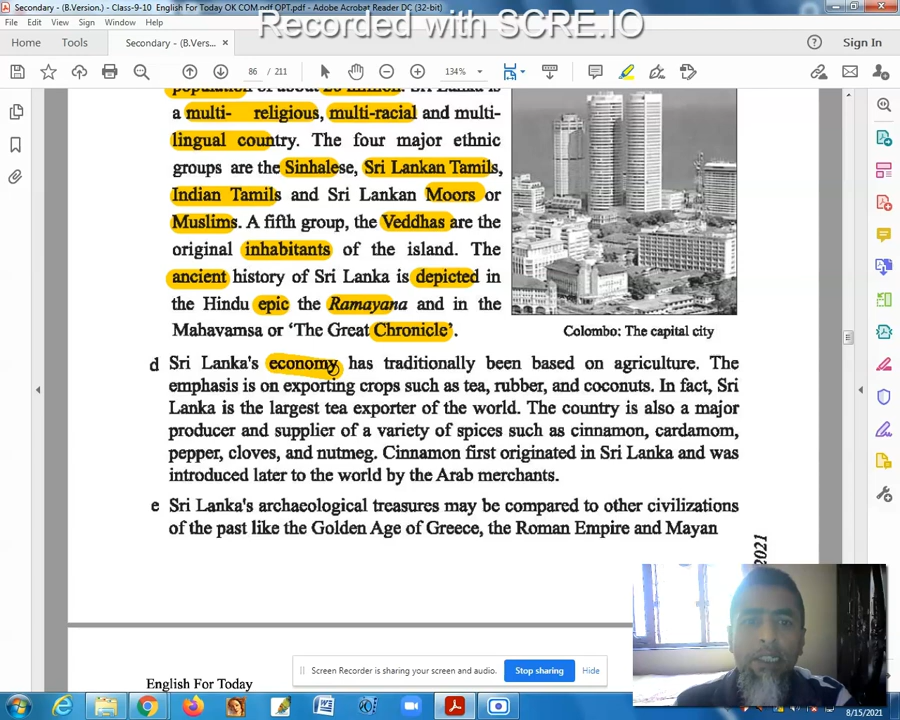 Secondary - (B.Version.) - Class-9-10 English For Today OK COM.pdf OPT.pdf - Adobe Acrobat Reader DC (32-bit)
Recorded with SCRE.IO
Edit View Sign Window Help
Home Tools Secondary - (B.Vers... × Sign In
86 / 211 134%
population of about 20 million. Sri Lanka is
a multi- religious, multi-racial and multi-
lingual country. The four major ethnic
groups are the Sinhalese, Sri Lankan Tamils,
Indian Tamils and Sri Lankan Moors or
Muslims. A fifth group, the Veddhas are the
original inhabitants of the island. The
ancient history of Sri Lanka is depicted in
the Hindu epic the Ramayana and in the
Mahavamsa or 'The Great Chronicle'.
Colombo: The capital city
d Sri Lanka's economy has traditionally been based on agriculture. The
emphasis is on exporting crops such as tea, rubber, and coconuts. In fact, Sri
Lanka is the largest tea exporter of the world. The country is also a major
producer and supplier of a variety of spices such as cinnamon, cardamom,
pepper, cloves, and nutmeg. Cinnamon first originated in Sri Lanka and was
introduced later to the world by the Arab merchants.
e Sri Lanka's archaeological treasures may be compared to other civilizations
of the past like the Golden Age of Greece, the Roman Empire and Mayan
2021
English For Today
Screen Recorder is sharing your screen and audio. Stop sharing Hide
8/15/2021